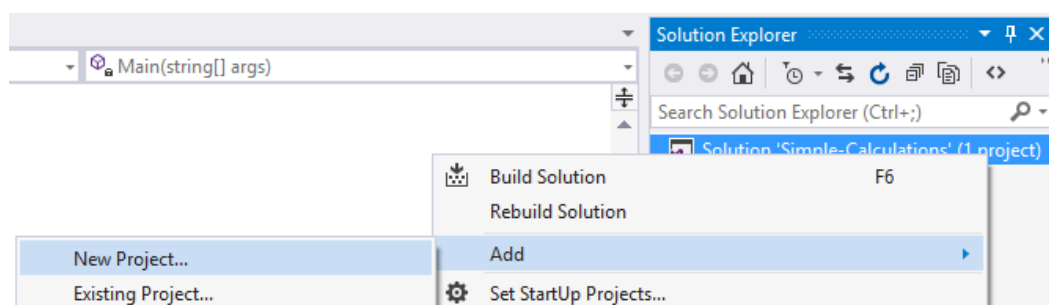 Solution Explorer
Main(string[] args)
Search Solution Explorer (Ctrl+;)
Solution 'Simple-Calculations' (1 project)
Build Solution F6
Rebuild Solution
Add
New Project...
Set StartUp Projects...
Existing Project...